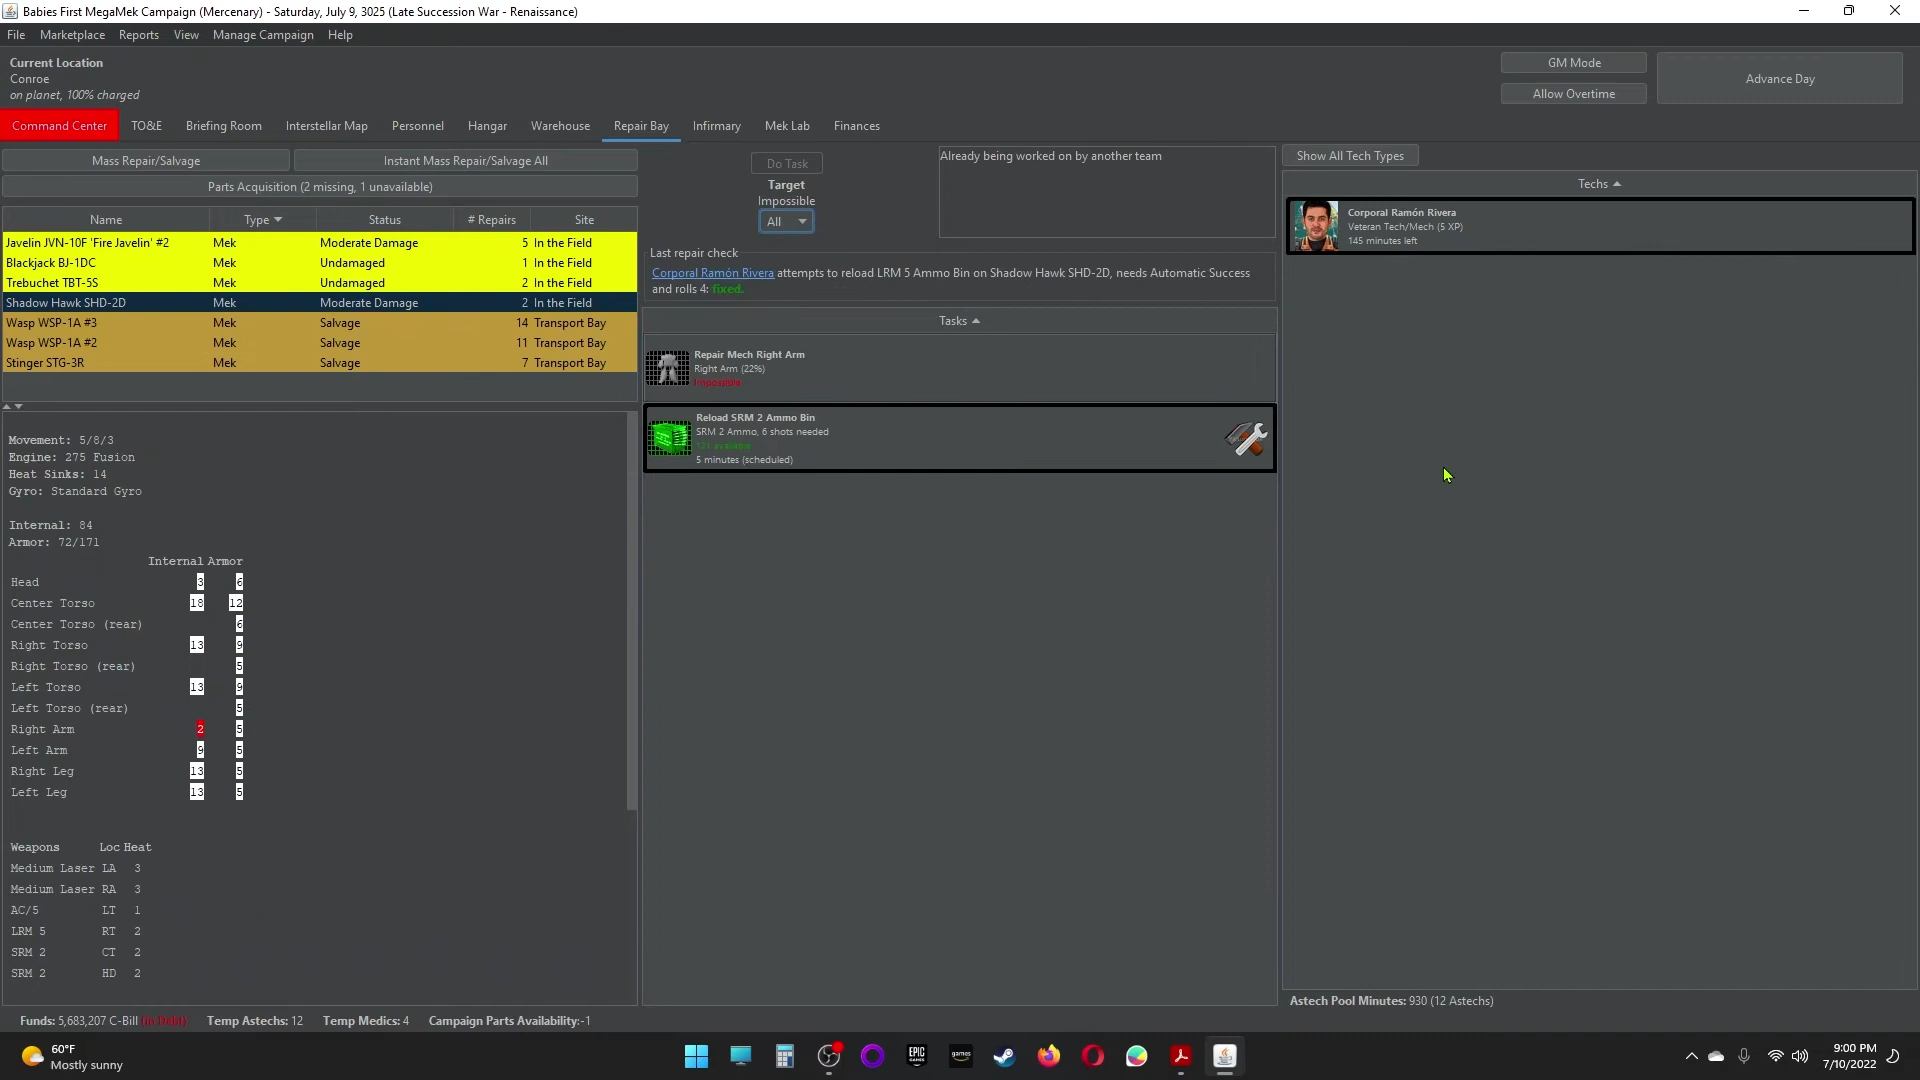 Babies First MegaMek Campaign (Mercenary) - Saturday, July 9, 3025 (Late Succession War - Renaissance)
File Marketplace Reports View Manage Campaign Help
Current Location
Conroe
on planet, 100% charged
GM Mode
Allow Overtime
Advance Day
Command Center TO&E Briefing Room Interstellar Map Personnel Hangar Warehouse Repair Bay Infirmary Mek Lab Finances
Mass Repair/Salvage Instant Mass Repair/Salvage All
Parts Acquisition (2 missing, 1 unavailable)
Name Type Status # Repairs Site
Javelin JVN-10F 'Fire Javelin' #2 Mek Moderate Damage 5 In the Field
Blackjack BJ-1DC Mek Undamaged 1 In the Field
Trebuchet TBT-5S Mek Undamaged 2 In the Field
Shadow Hawk SHD-2D Mek Moderate Damage 2 In the Field
Wasp WSP-1A #3 Mek Salvage 14 Transport Bay
Wasp WSP-1A #2 Mek Salvage 11 Transport Bay
Stinger STG-3R Mek Salvage 7 Transport Bay
Movement: 5/8/3
Engine: 275 Fusion
Heat Sinks: 14
Gyro: Standard Gyro
Internal: 84
Armor: 72/171
Internal Armor
Head 3 6
Center Torso 18 12
Center Torso (rear) 6
Right Torso 13 9
Right Torso (rear) 5
Left Torso 13 9
Left Torso (rear) 5
Right Arm 2 5
Left Arm 9 5
Right Leg 13 5
Left Leg 13 5
Weapons Loc Heat
Medium Laser LA 3
Medium Laser RA 3
AC/5 LT 1
LRM 5 RT 2
SRM 2 CT 2
SRM 2 HD 2
Do Task
Target
Impossible
All
Already being worked on by another team
Last repair check
Corporal Ramón Rivera attempts to reload LRM 5 Ammo Bin on Shadow Hawk SHD-2D, needs Automatic Success
and rolls 4: fixed.
Tasks
Repair Mech Right Arm
Right Arm (22%)
Impossible
Reload SRM 2 Ammo Bin
SRM 2 Ammo, 6 shots needed
121 available
5 minutes (scheduled)
Show All Tech Types
Techs
Corporal Ramón Rivera
Veteran Tech/Mech (5 XP)
145 minutes left
Astech Pool Minutes: 930 (12 Astechs)
Funds: 5,683,207 C-Bill (in Debt) Temp Astechs: 12 Temp Medics: 4 Campaign Parts Availability:-1
60°F
Mostly sunny
EPIC
GAMES
games
9:00 PM
7/10/2022